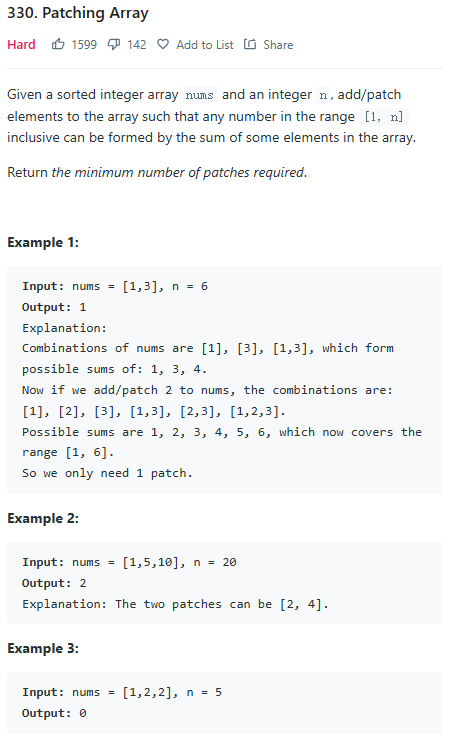 330. Patching Array
Hard 1599 142 Add to List Share
Given a sorted integer array nums and an integer n, add/patch
elements to the array such that any number in the range [1, n]
inclusive can be formed by the sum of some elements in the array.
Return the minimum number of patches required.
Example 1:
Input: nums = [1,3], n = 6
Output: 1
Explanation:
Combinations of nums are [1], [3], [1,3], which form
possible sums of: 1, 3, 4.
Now if we add/patch 2 to nums, the combinations are:
[1], [2], [3], [1,3], [2,3], [1,2,3].
Possible sums are 1, 2, 3, 4, 5, 6, which now covers the
range [1, 6].
So we only need 1 patch.
Example 2:
Input: nums = [1,5,10], n = 20
Output: 2
Explanation: The two patches can be [2, 4].
Example 3:
Input: nums = [1,2,2], n = 5
Output: 0